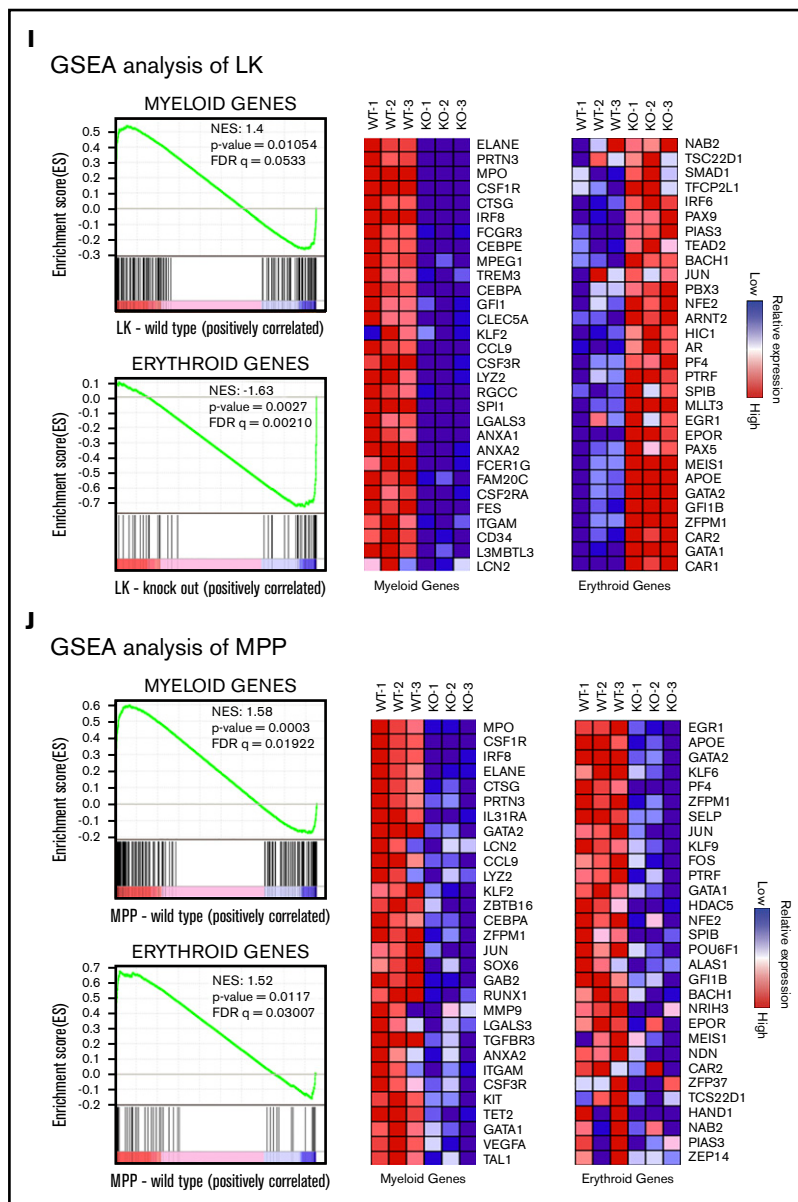 I
GSEA analysis of LK
MYELOID GENES
NES: 1.4
p-value = 0.01054
FDR q = 0.0533
Enrichment score(ES)
0.5
0.4
0.3
0.2
0.1
0.0
-0.1
-0.2
-0.3
LK - wild type (positively correlated)
ERYTHROID GENES
NES: -1.63
p-value = 0.0027
FDR q = 0.00210
Enrichment score(ES)
0.1
0.0
-0.1
-0.2
-0.3
-0.4
-0.5
-0.6
-0.7
LK - knock out (positively correlated)
WT-1
WT-2
WT-3
KO-1
KO-2
KO-3
ELANE
PRTN3
MPO
CSF1R
CTSG
IRF8
FCGR3
CEBPE
MPEG1
TREM3
CEBPA
GFI1
CLEC5A
KLF2
CCL9
CSF3R
LYZ2
RGCC
SPI1
LGALS3
ANXA1
ANXA2
FCER1G
FAM20C
CSF2RA
FES
ITGAM
CD34
L3MBTL3
LCN2
Myeloid Genes
WT-1
WT-2
WT-3
KO-1
KO-2
KO-3
NAB2
TSC22D1
SMAD1
TFCP2L1
IRF6
PAX9
PIAS3
TEAD2
BACH1
JUN
PBX3
NFE2
ARNT2
HIC1
AR
PF4
PTRF
SPIB
MLLT3
EGR1
EPOR
PAX5
MEIS1
APOE
GATA2
GFI1B
ZFPM1
CAR2
GATA1
CAR1
Erythroid Genes
Low
High
Relative expression
J
GSEA analysis of MPP
MYELOID GENES
NES: 1.58
p-value = 0.0003
FDR q = 0.01922
Enrichment score(ES)
0.6
0.5
0.4
0.3
0.2
0.1
0.0
-0.1
-0.2
MPP - wild type (positively correlated)
ERYTHROID GENES
NES: 1.52
p-value = 0.0117
FDR q = 0.03007
Enrichment score(ES)
0.7
0.6
0.5
0.4
0.3
0.2
0.1
0.0
-0.1
-0.2
MPP - wild type (positively correlated)
WT-1
WT-2
WT-3
KO-1
KO-2
KO-3
MPO
CSF1R
IRF8
ELANE
CTSG
PRTN3
IL31RA
GATA2
LCN2
CCL9
LYZ2
KLF2
ZBTB16
CEBPA
ZFPM1
JUN
SOX6
GAB2
RUNX1
MMP9
LGALS3
TGFBR3
ANXA2
ITGAM
CSF3R
KIT
TET2
GATA1
VEGFA
TAL1
Myeloid Genes
WT-1
WT-2
WT-3
KO-1
KO-2
KO-3
EGR1
APOE
GATA2
KLF6
PF4
ZFPM1
SELP
JUN
KLF9
FOS
PTRF
GATA1
HDAC5
NFE2
SPIB
POU6F1
ALAS1
GFI1B
BACH1
NRIH3
EPOR
MEIS1
NDN
CAR2
ZFP37
TCS22D1
HAND1
NAB2
PIAS3
ZEP14
Erythroid Genes
Low
High
Relative expression